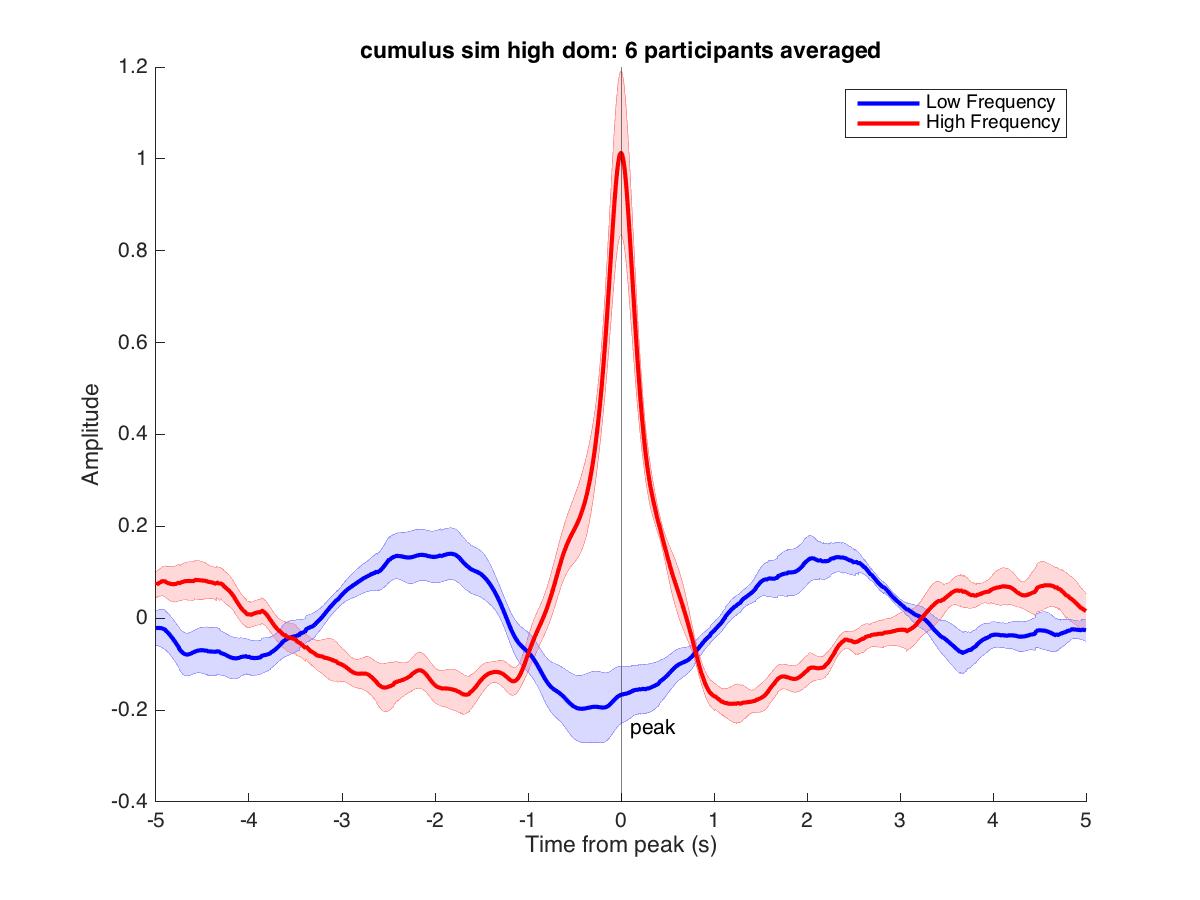 cumulus sim high dom: 6 participants averaged
Low Frequency
High Frequency
1.2
1
0.8
0.6
0.4
0.2
0
-0.2
-0.4
Amplitude
peak
-5 -4 -3 -2 -1 0 1 2 3 4 5
Time from peak (s)